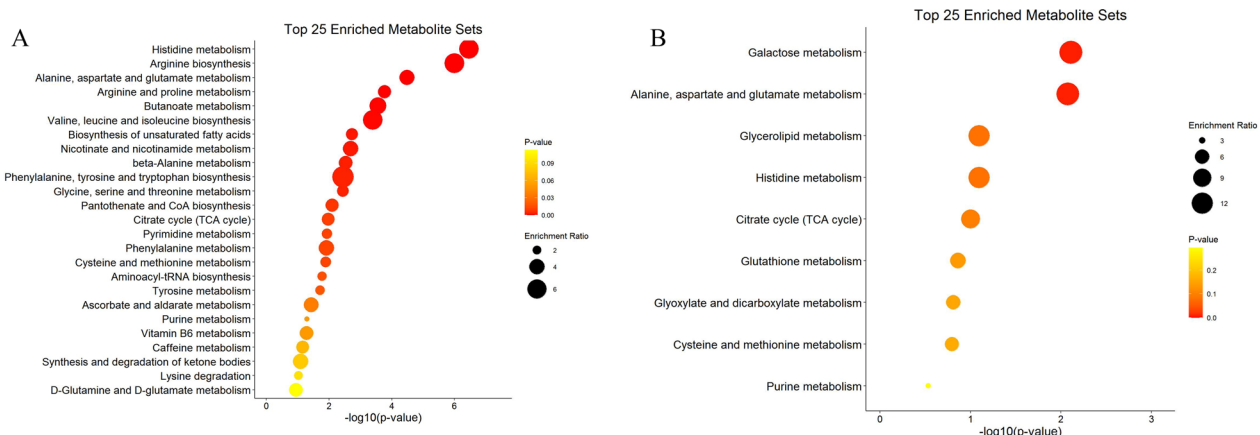 A
Top 25 Enriched Metabolite Sets
Histidine metabolism
Arginine biosynthesis
Alanine, aspartate and glutamate metabolism
Arginine and proline metabolism
Butanoate metabolism
Valine, leucine and isoleucine biosynthesis
Biosynthesis of unsaturated fatty acids
Nicotinate and nicotinamide metabolism
beta-Alanine metabolism
Phenylalanine, tyrosine and tryptophan biosynthesis
Glycine, serine and threonine metabolism
Pantothenate and CoA biosynthesis
Citrate cycle (TCA cycle)
Pyrimidine metabolism
Phenylalanine metabolism
Cysteine and methionine metabolism
Aminoacyl-tRNA biosynthesis
Tyrosine metabolism
Ascorbate and aldarate metabolism
Purine metabolism
Vitamin B6 metabolism
Caffeine metabolism
Synthesis and degradation of ketone bodies
Lysine degradation
D-Glutamine and D-glutamate metabolism
0 2 4 6
-log10(p-value)
P-value
0.09
0.06
0.03
0.00
Enrichment Ratio
2
4
6
B
Top 25 Enriched Metabolite Sets
Galactose metabolism
Alanine, aspartate and glutamate metabolism
Glycerolipid metabolism
Histidine metabolism
Citrate cycle (TCA cycle)
Glutathione metabolism
Glyoxylate and dicarboxylate metabolism
Cysteine and methionine metabolism
Purine metabolism
0 1 2 3
-log10(p-value)
Enrichment Ratio
3
6
9
12
P-value
0.2
0.1
0.0